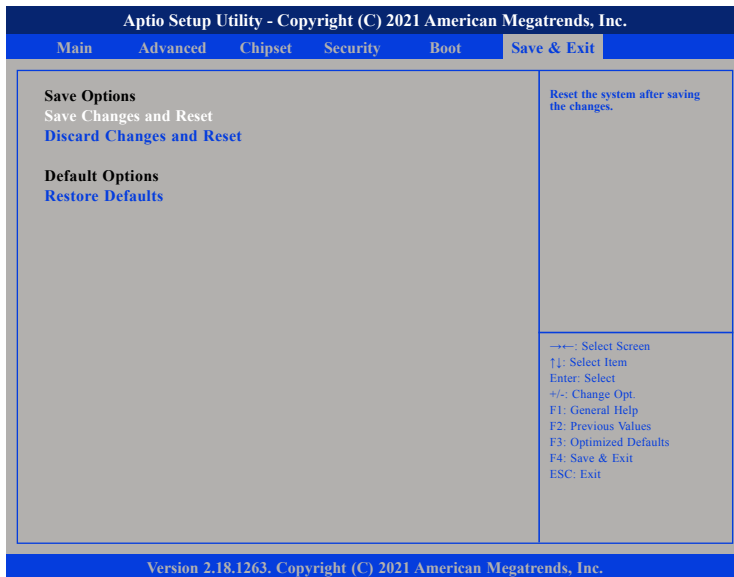 Aptio Setup Utility - Copyright (C) 2021 American Megatrends, Inc.
Main Advanced Chipset Security Boot Save & Exit
Save Options
Save Changes and Reset
Discard Changes and Reset
Default Options
Restore Defaults
Reset the system after saving
the changes.
→←: Select Screen
↑↓: Select Item
Enter: Select
+/-: Change Opt.
F1: General Help
F2: Previous Values
F3: Optimized Defaults
F4: Save & Exit
ESC: Exit
Version 2.18.1263. Copyright (C) 2021 American Megatrends, Inc.